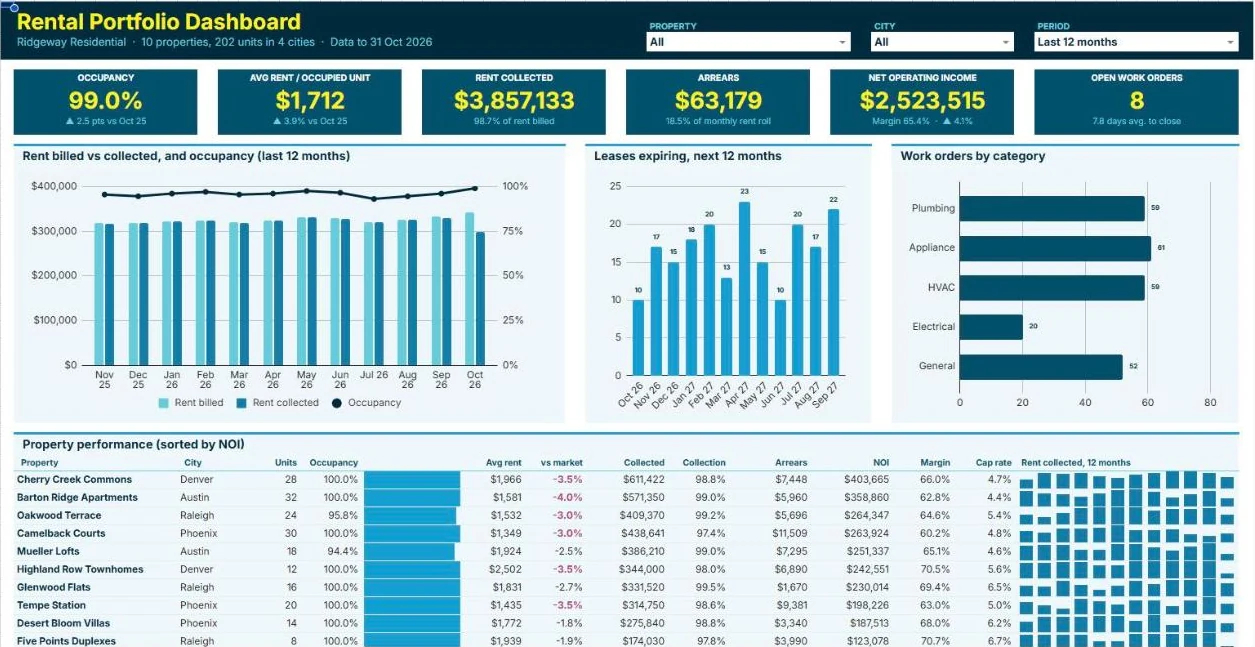 Rental Portfolio Dashboard
Ridgeway Residential · 10 properties, 202 units in 4 cities · Data to 31 Oct 2026
PROPERTY CITY PERIOD
All All Last 12 months
OCCUPANCY
99.0%
▲ 2.5 pts vs Oct 25
AVG RENT / OCCUPIED UNIT
$1,712
▲ 3.9% vs Oct 25
RENT COLLECTED
$3,857,133
98.7% of rent billed
ARREARS
$63,179
18.5% of monthly rent roll
NET OPERATING INCOME
$2,523,515
Margin 65.4% · ▲ 4.1%
OPEN WORK ORDERS
8
7.8 days avg. to close
Rent billed vs collected, and occupancy (last 12 months)
$400,000 100%
$300,000 75%
$200,000 50%
$100,000 25%
$0 0%
Nov 25 Dec 25 Jan 26 Feb 26 Mar 26 Apr 26 May 26 Jun 26 Jul 26 Aug 26 Sep 26 Oct 26
Rent billed Rent collected Occupancy
Leases expiring, next 12 months
25
20
15
10
5
0
10 17 15 18 20 13 23 15 10 20 17 22
Oct 26 Nov 26 Dec 26 Jan 27 Feb 27 Mar 27 Apr 27 May 27 Jun 27 Jul 27 Aug 27 Sep 27
Work orders by category
Plumbing 59
Appliance 61
HVAC 59
Electrical 20
General 52
0 20 40 60 80
Property performance (sorted by NOI)
Property City Units Occupancy Avg rent vs market Collected Collection Arrears NOI Margin Cap rate Rent collected, 12 months
Cherry Creek Commons Denver 28 100.0% $1,966 -3.5% $611,422 98.8% $7,448 $403,665 66.0% 4.7%
Barton Ridge Apartments Austin 32 100.0% $1,581 -4.0% $571,350 99.0% $5,960 $358,860 62.8% 4.4%
Oakwood Terrace Raleigh 24 95.8% $1,532 -3.0% $409,370 99.2% $5,696 $264,347 64.6% 5.4%
Camelback Courts Phoenix 30 100.0% $1,349 -3.0% $438,641 97.4% $11,509 $263,924 60.2% 4.8%
Mueller Lofts Austin 18 94.4% $1,924 -2.5% $386,210 99.0% $7,295 $251,337 65.1% 4.6%
Highland Row Townhomes Denver 12 100.0% $2,502 -3.5% $344,000 98.0% $6,890 $242,551 70.5% 5.6%
Glenwood Flats Raleigh 16 100.0% $1,831 -2.7% $331,520 99.5% $1,670 $230,014 69.4% 6.5%
Tempe Station Phoenix 20 100.0% $1,435 -3.5% $314,750 98.6% $9,381 $198,226 63.0% 5.0%
Desert Bloom Villas Phoenix 14 100.0% $1,772 -1.8% $275,840 98.8% $3,340 $187,513 68.0% 6.2%
Five Points Duplexes Raleigh 8 100.0% $1,939 -1.9% $174,030 97.8% $3,990 $123,078 70.7% 6.7%